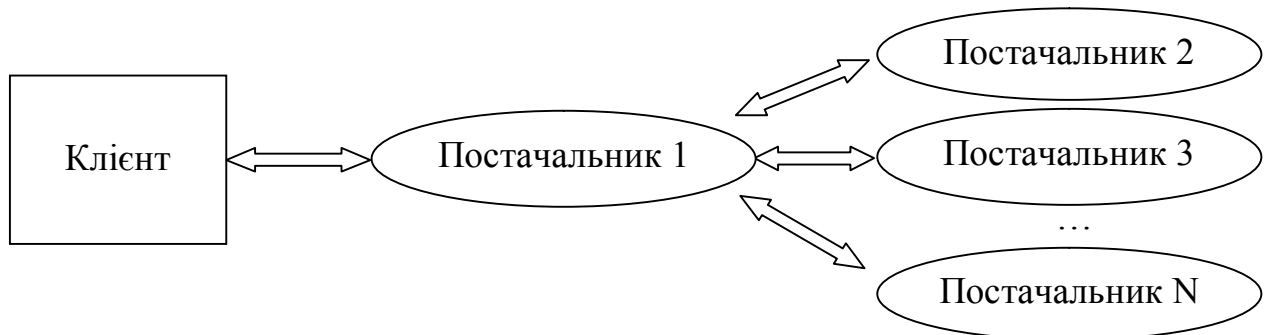 Клієнт
Постачальник 1
Постачальник 2
Постачальник 3
…
Постачальник N